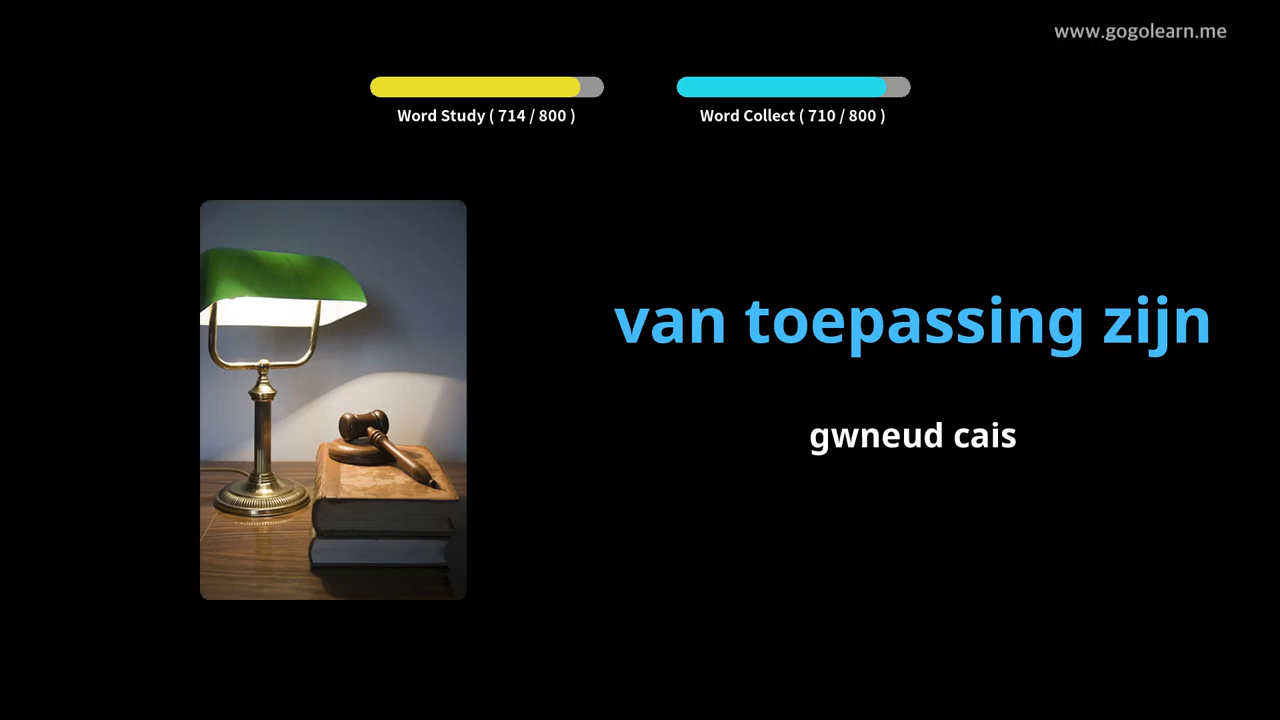 www.gogolearn.me
Word Study ( 714 / 800 )
Word Collect ( 710 / 800 )
van toepassing zijn
gwneud cais